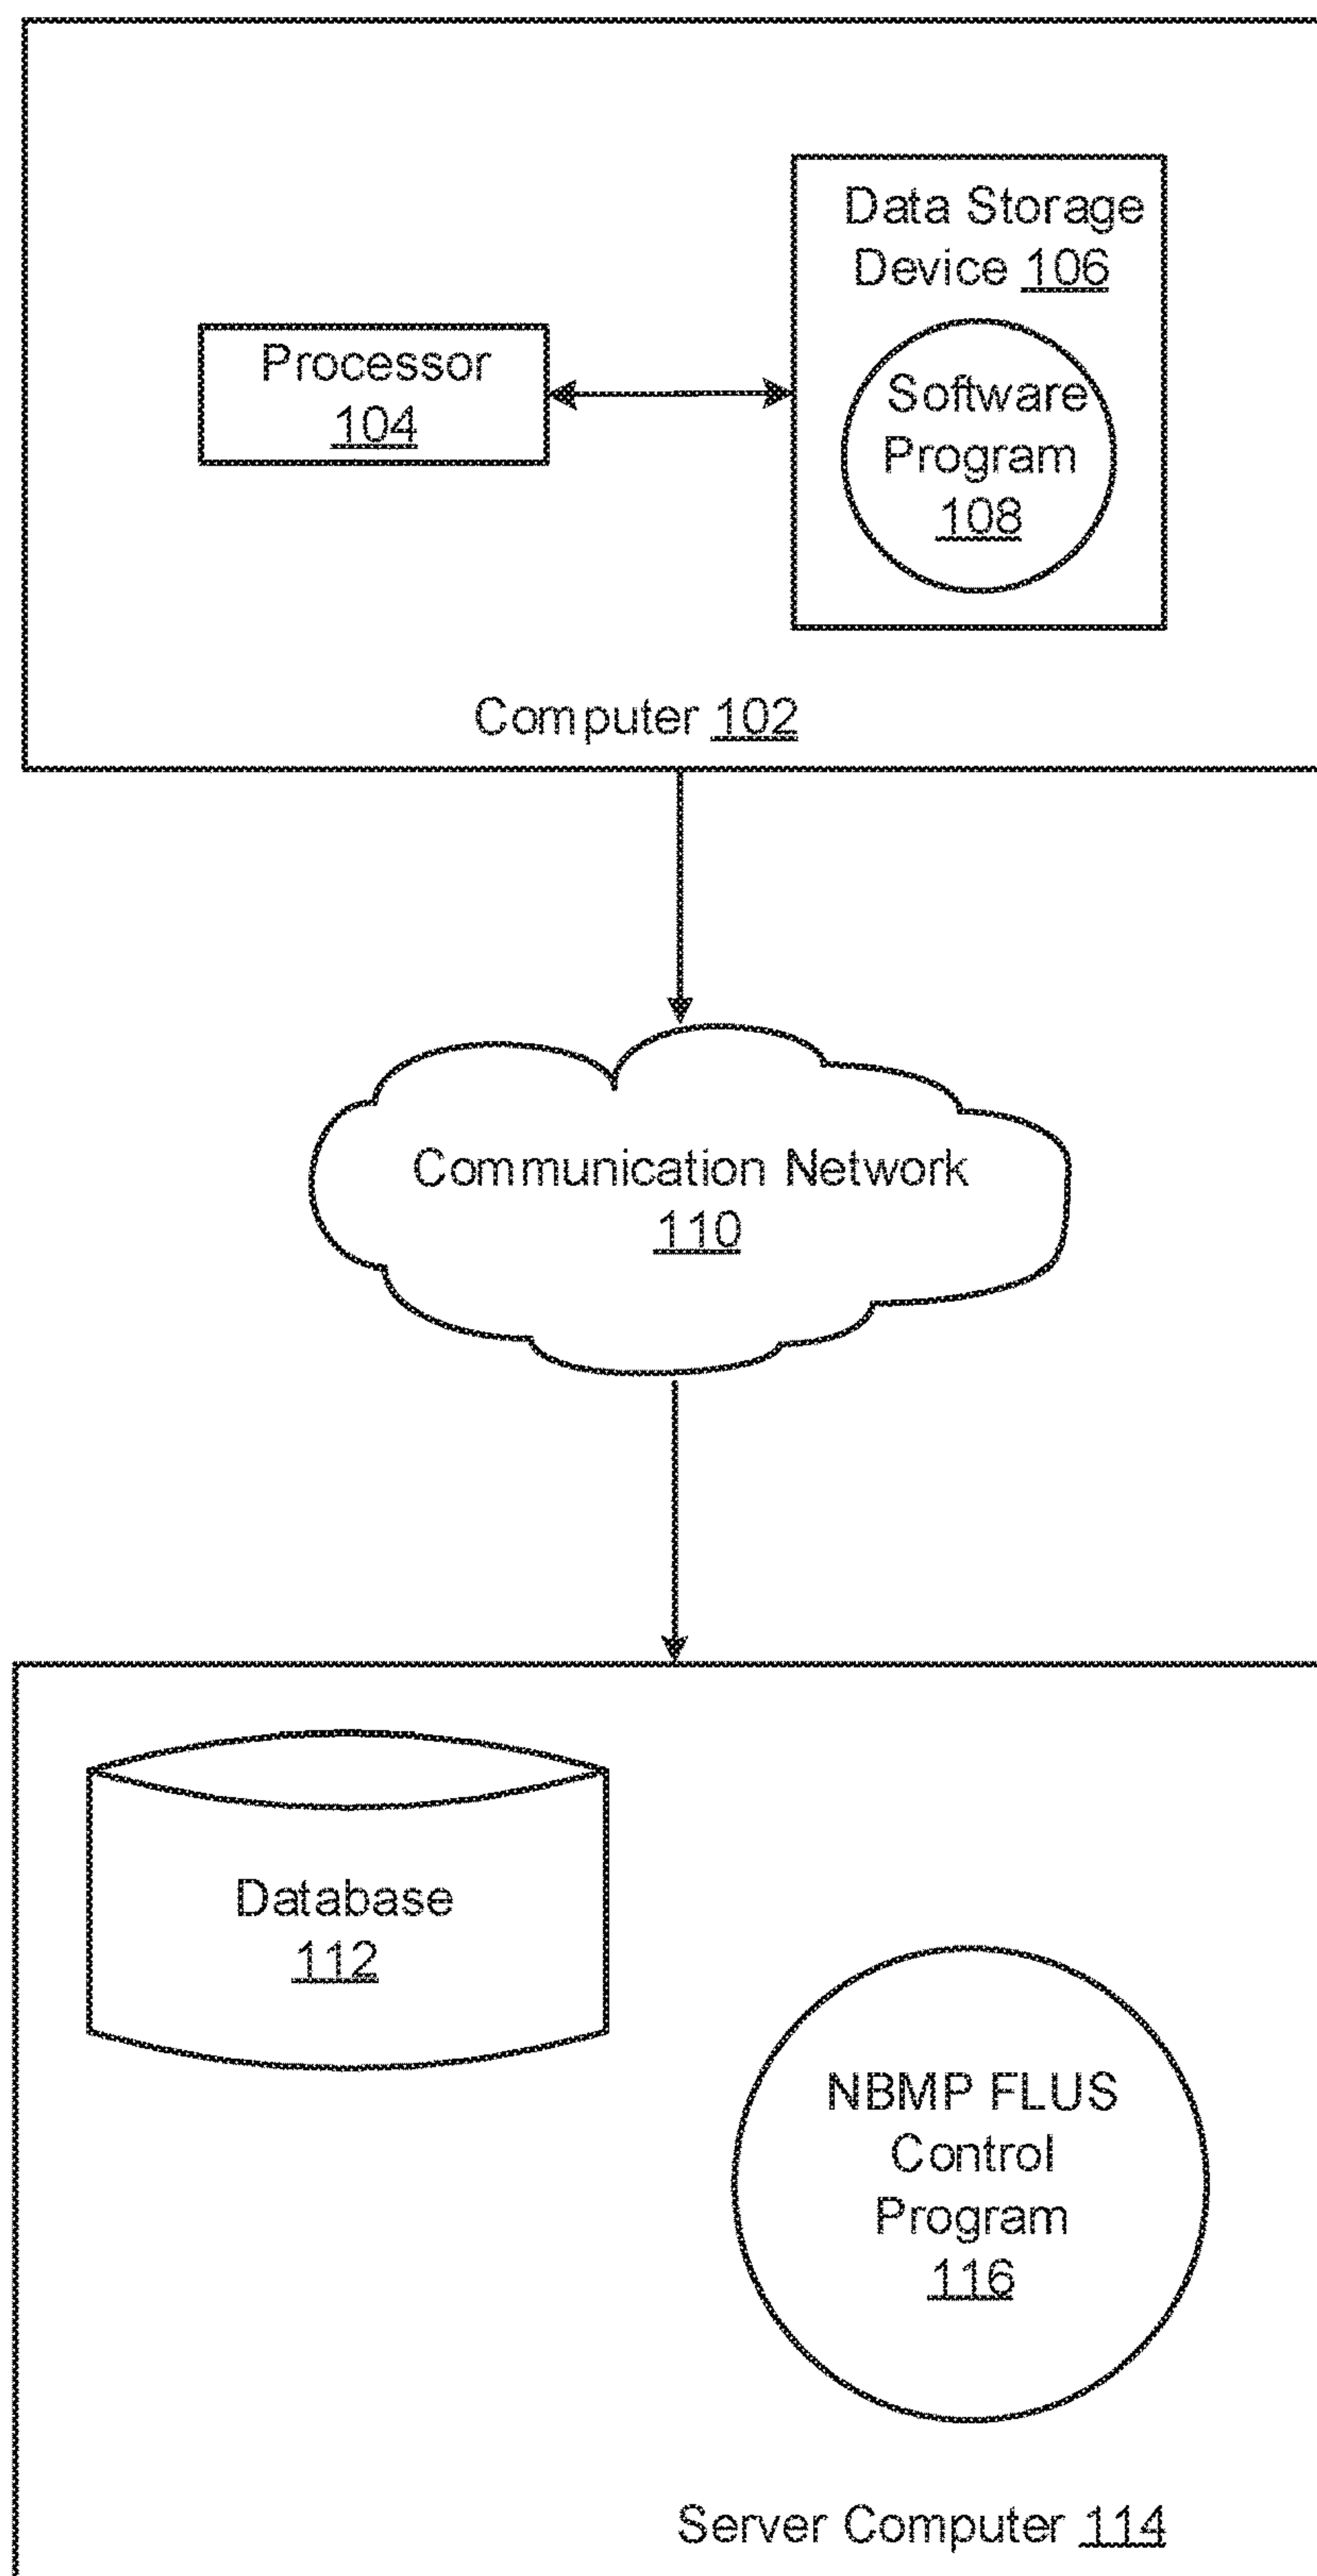 Data Storage
Device 106
Processor
104
Software
Program
108
Computer 102
Communication Network
110
Database
112
NBMP FLUS
Control
Program
116
Server Computer 114